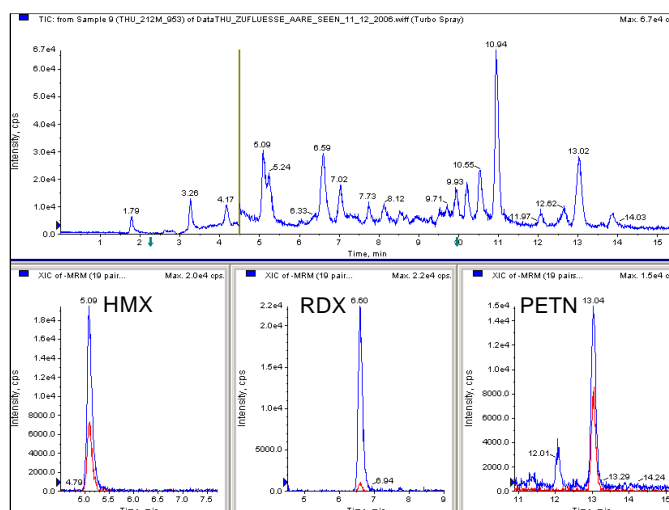 TIC: from Sample 9 (THU_212M_953) of DataTHU_ZUFLUESSE_AARE_SEEN_11_12_2006.wiff (Turbo Spray)
Max. 6.7e4 c
6.7e4
6.0e4
5.0e4
4.0e4
3.0e4
2.0e4
1.0e4
0.0
Intensity, cps
1.79
3.26
4.17
5.09
5.24
6.33
6.59
7.02
7.73
8.12
9.71
9.93
10.55
10.94
11.97
12.62
13.02
14.03
1 2 3 4 5 6 7 8 9 10 11 12 13 14 15
Time, min
XIC of -MRM (19 pair...
Max. 2.0e4 cps.
HMX
5.09
4.79
1.8e4
1.6e4
1.4e4
1.2e4
1.0e4
8000.0
6000.0
4000.0
2000.0
0.0
Intensity, cps
5.0 5.5 6.0 6.5 7.0 7.5
Time, min
XIC of -MRM (19 pair...
Max. 2.2e4 cps.
RDX
6.60
6.94
2.2e4
2.0e4
1.5e4
1.0e4
5000.0
0.0
Intensity, cps
5 6 7 8 9
Time, min
XIC of -MRM (19 pair...
Max. 1.5e4 c
PETN
13.04
12.01
13.29
14.24
1.4e4
1.2e4
1.0e4
8000.0
6000.0
4000.0
2000.0
0.0
Intensity, cps
11 12 13 14 15
Time, min